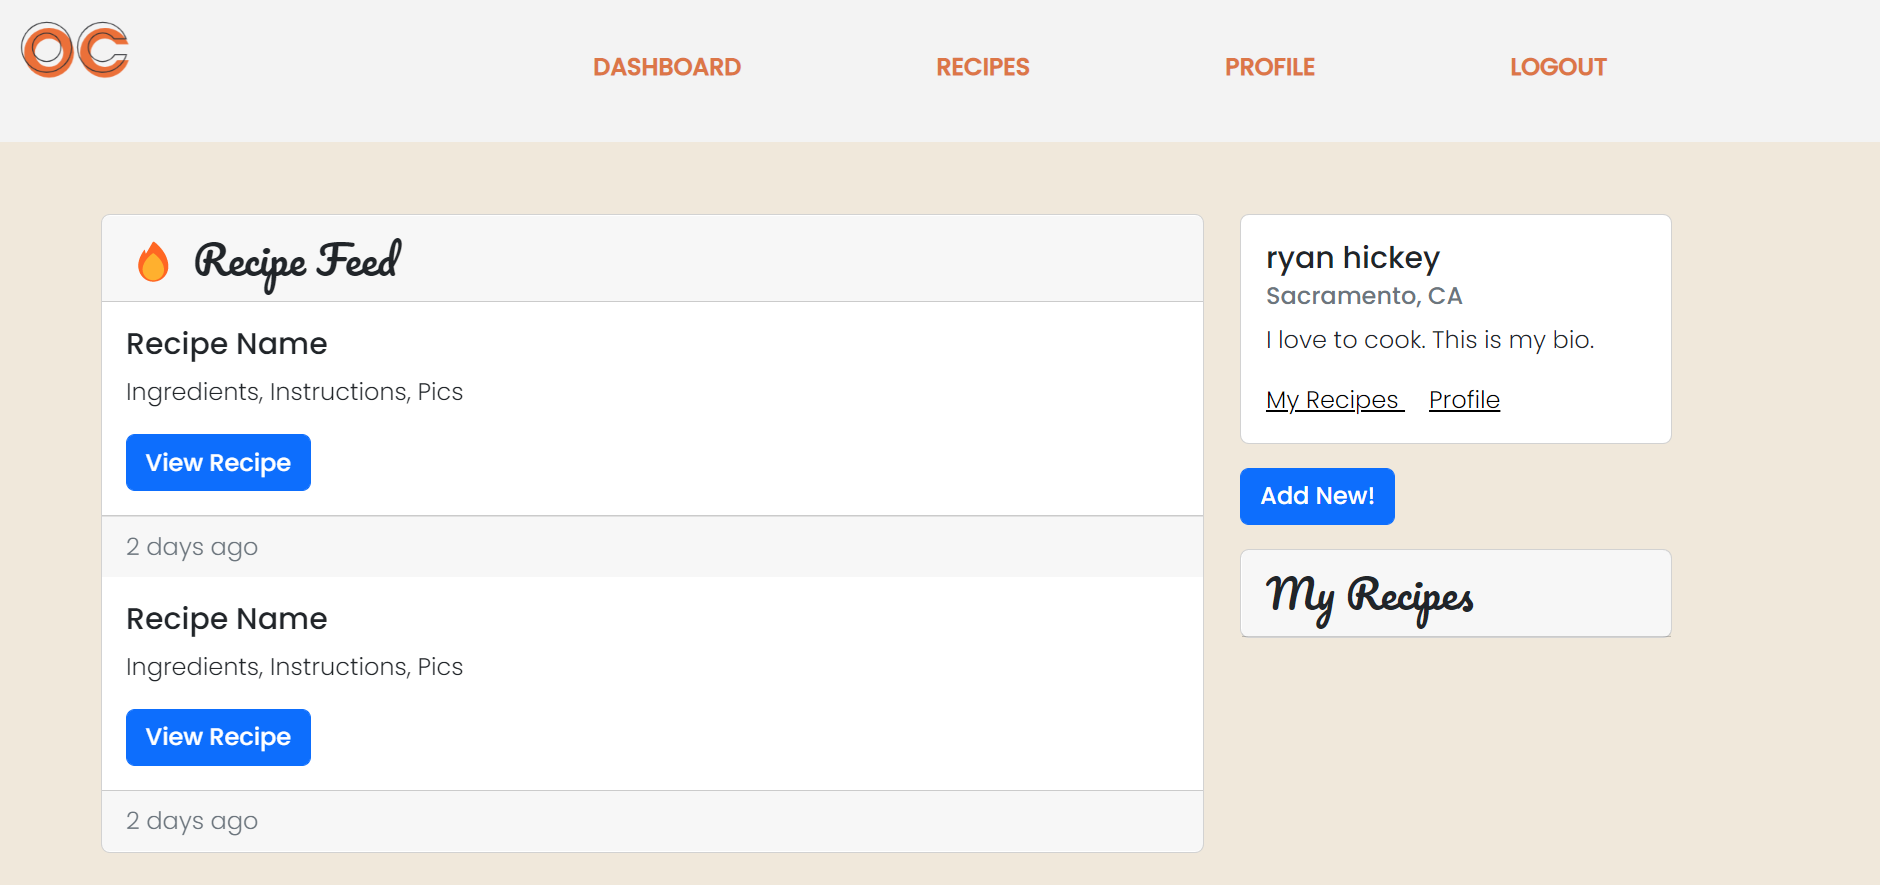 OC
DASHBOARD RECIPES PROFILE LOGOUT
Recipe Feed
Recipe Name
Ingredients, Instructions, Pics
View Recipe
2 days ago
Recipe Name
Ingredients, Instructions, Pics
View Recipe
2 days ago
ryan hickey
Sacramento, CA
I love to cook. This is my bio.
My Recipes Profile
Add New!
My Recipes